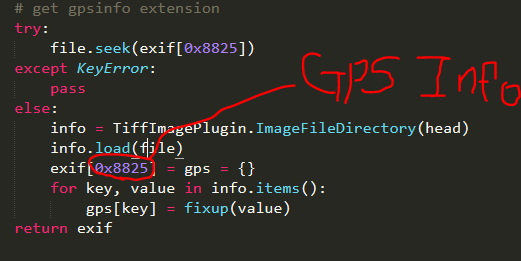 # get gpsinfo extension
try:
    file.seek(exif[0x8825])
except KeyError:
    pass
else:
    info = TiffImagePlugin.ImageFileDirectory(head)
    info.load(file)
    exif[0x8825] = gps = {}
    for key, value in info.items():
        gps[key] = fixup(value)
return exif
GPS Info